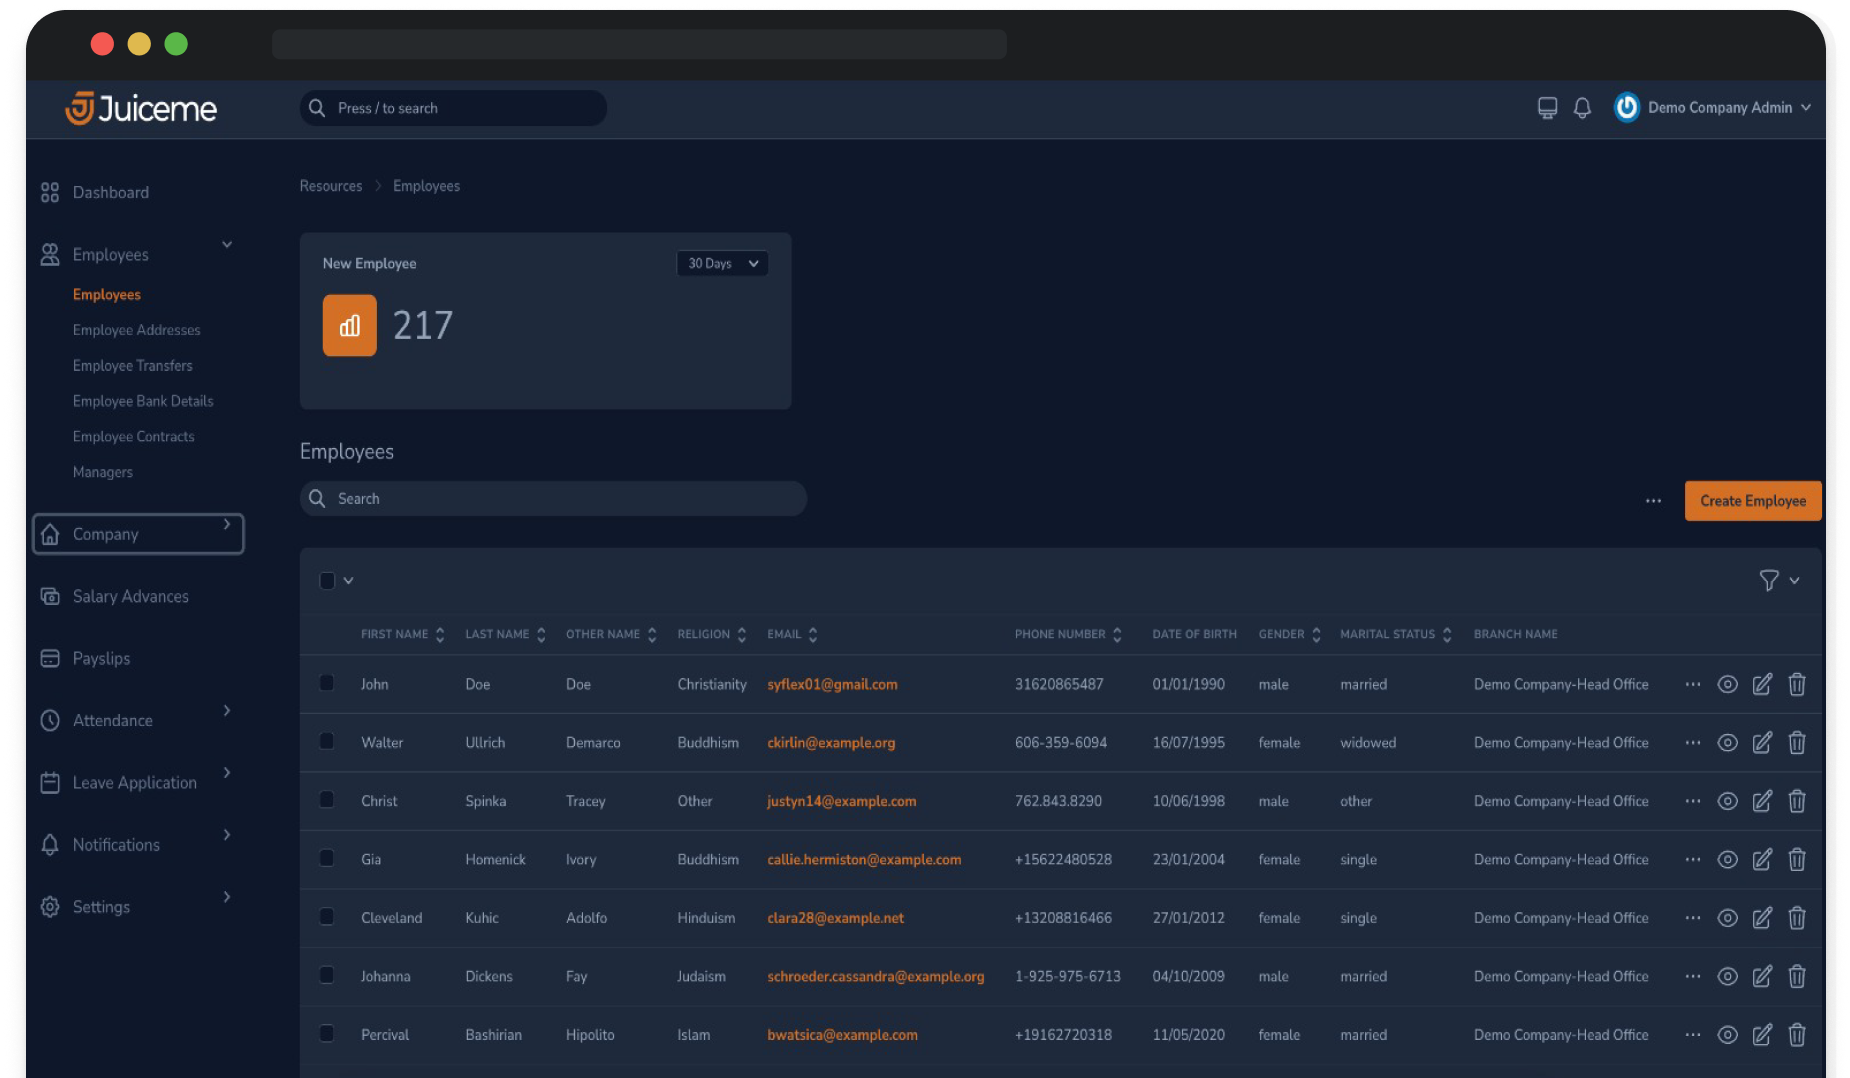 Juiceme
Press / to search
Demo Company Admin
Dashboard
Employees
Employees
Employee Addresses
Employee Transfers
Employee Bank Details
Employee Contracts
Managers
Company
Salary Advances
Payslips
Attendance
Leave Application
Notifications
Settings
Resources > Employees
New Employee 30 Days
217
Employees
Search
... Create Employee
FIRST NAME LAST NAME OTHER NAME RELIGION EMAIL PHONE NUMBER DATE OF BIRTH GENDER MARITAL STATUS BRANCH NAME
John Doe Doe Christianity syflex01@gmail.com 31620865487 01/01/1990 male married Demo Company-Head Office
Walter Ullrich Demarco Buddhism ckirlin@example.org 606-359-6094 16/07/1995 female widowed Demo Company-Head Office
Christ Spinka Tracey Other justyn14@example.com 762.843.8290 10/06/1998 male other Demo Company-Head Office
Gia Homenick Ivory Buddhism callie.hermiston@example.com +15622480528 23/01/2004 female single Demo Company-Head Office
Cleveland Kuhic Adolfo Hinduism clara28@example.net +13208816466 27/01/2012 female single Demo Company-Head Office
Johanna Dickens Fay Judaism schroeder.cassandra@example.org 1-925-975-6713 04/10/2009 male married Demo Company-Head Office
Percival Bashirian Hipolito Islam bwatsica@example.com +19162720318 11/05/2020 female married Demo Company-Head Office